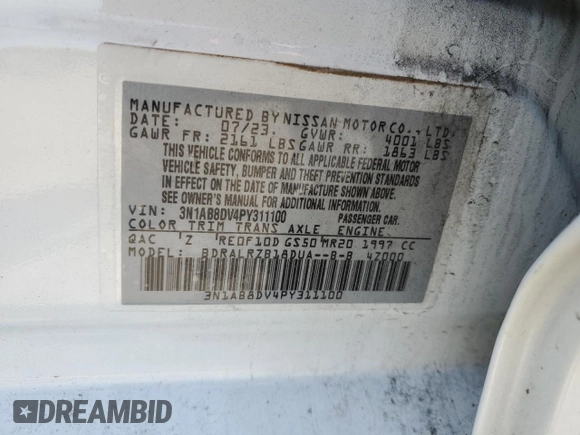 MANUFACTURED BY NISSAN MOTOR CO., LTD.
DATE: 07/23. GVWR: 4001 LBS
GAWR FR: 2161 LBS GAWR RR: 1863 LBS
THIS VEHICLE CONFORMS TO ALL APPLICABLE FEDERAL MOTOR
VEHICLE SAFETY, BUMPER AND THEFT PREVENTION STANDARDS
IN EFFECT ON THE DATE OF MANUFACTURE SHOWN ABOVE.
SEE OWNER'S MANUAL FOR ADDITIONAL INFORMATION
VIN: 3N1AB8DV4PY311100 PASSENGER CAR
COLOR TRIM TRANS AXLE ENGINE
QAC Z RE0F10D GS50 MR20 1997 CC
MODEL: BDRALRZB18DUA--B-B 47000
3N1AB8DV4PY311100
DREAMBID